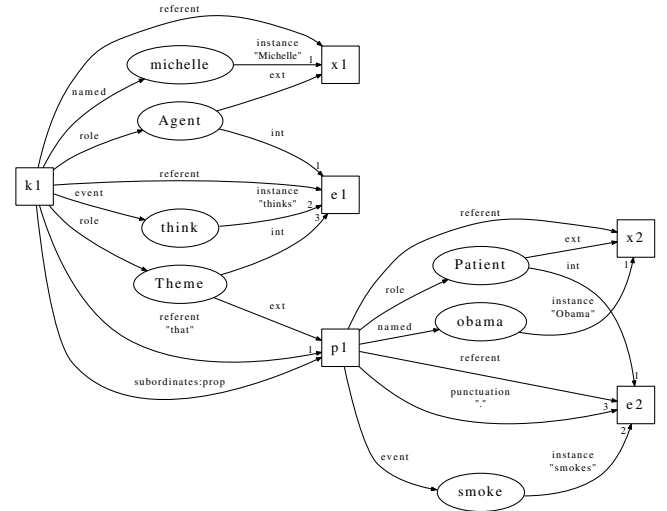 referent
instance
"Michelle"
1
x1
michelle
named
ext
Agent
role
int
1
k1
referent
event
instance
"thinks"
2
3
e1
think
role
int
Theme
ext
referent
"that"
1
p1
subordinates:prop
referent
x2
ext
1
Patient
int
role
instance
"Obama"
named
obama
referent
1
punctuation
"."
3
e2
2
event
instance
"smokes"
smoke